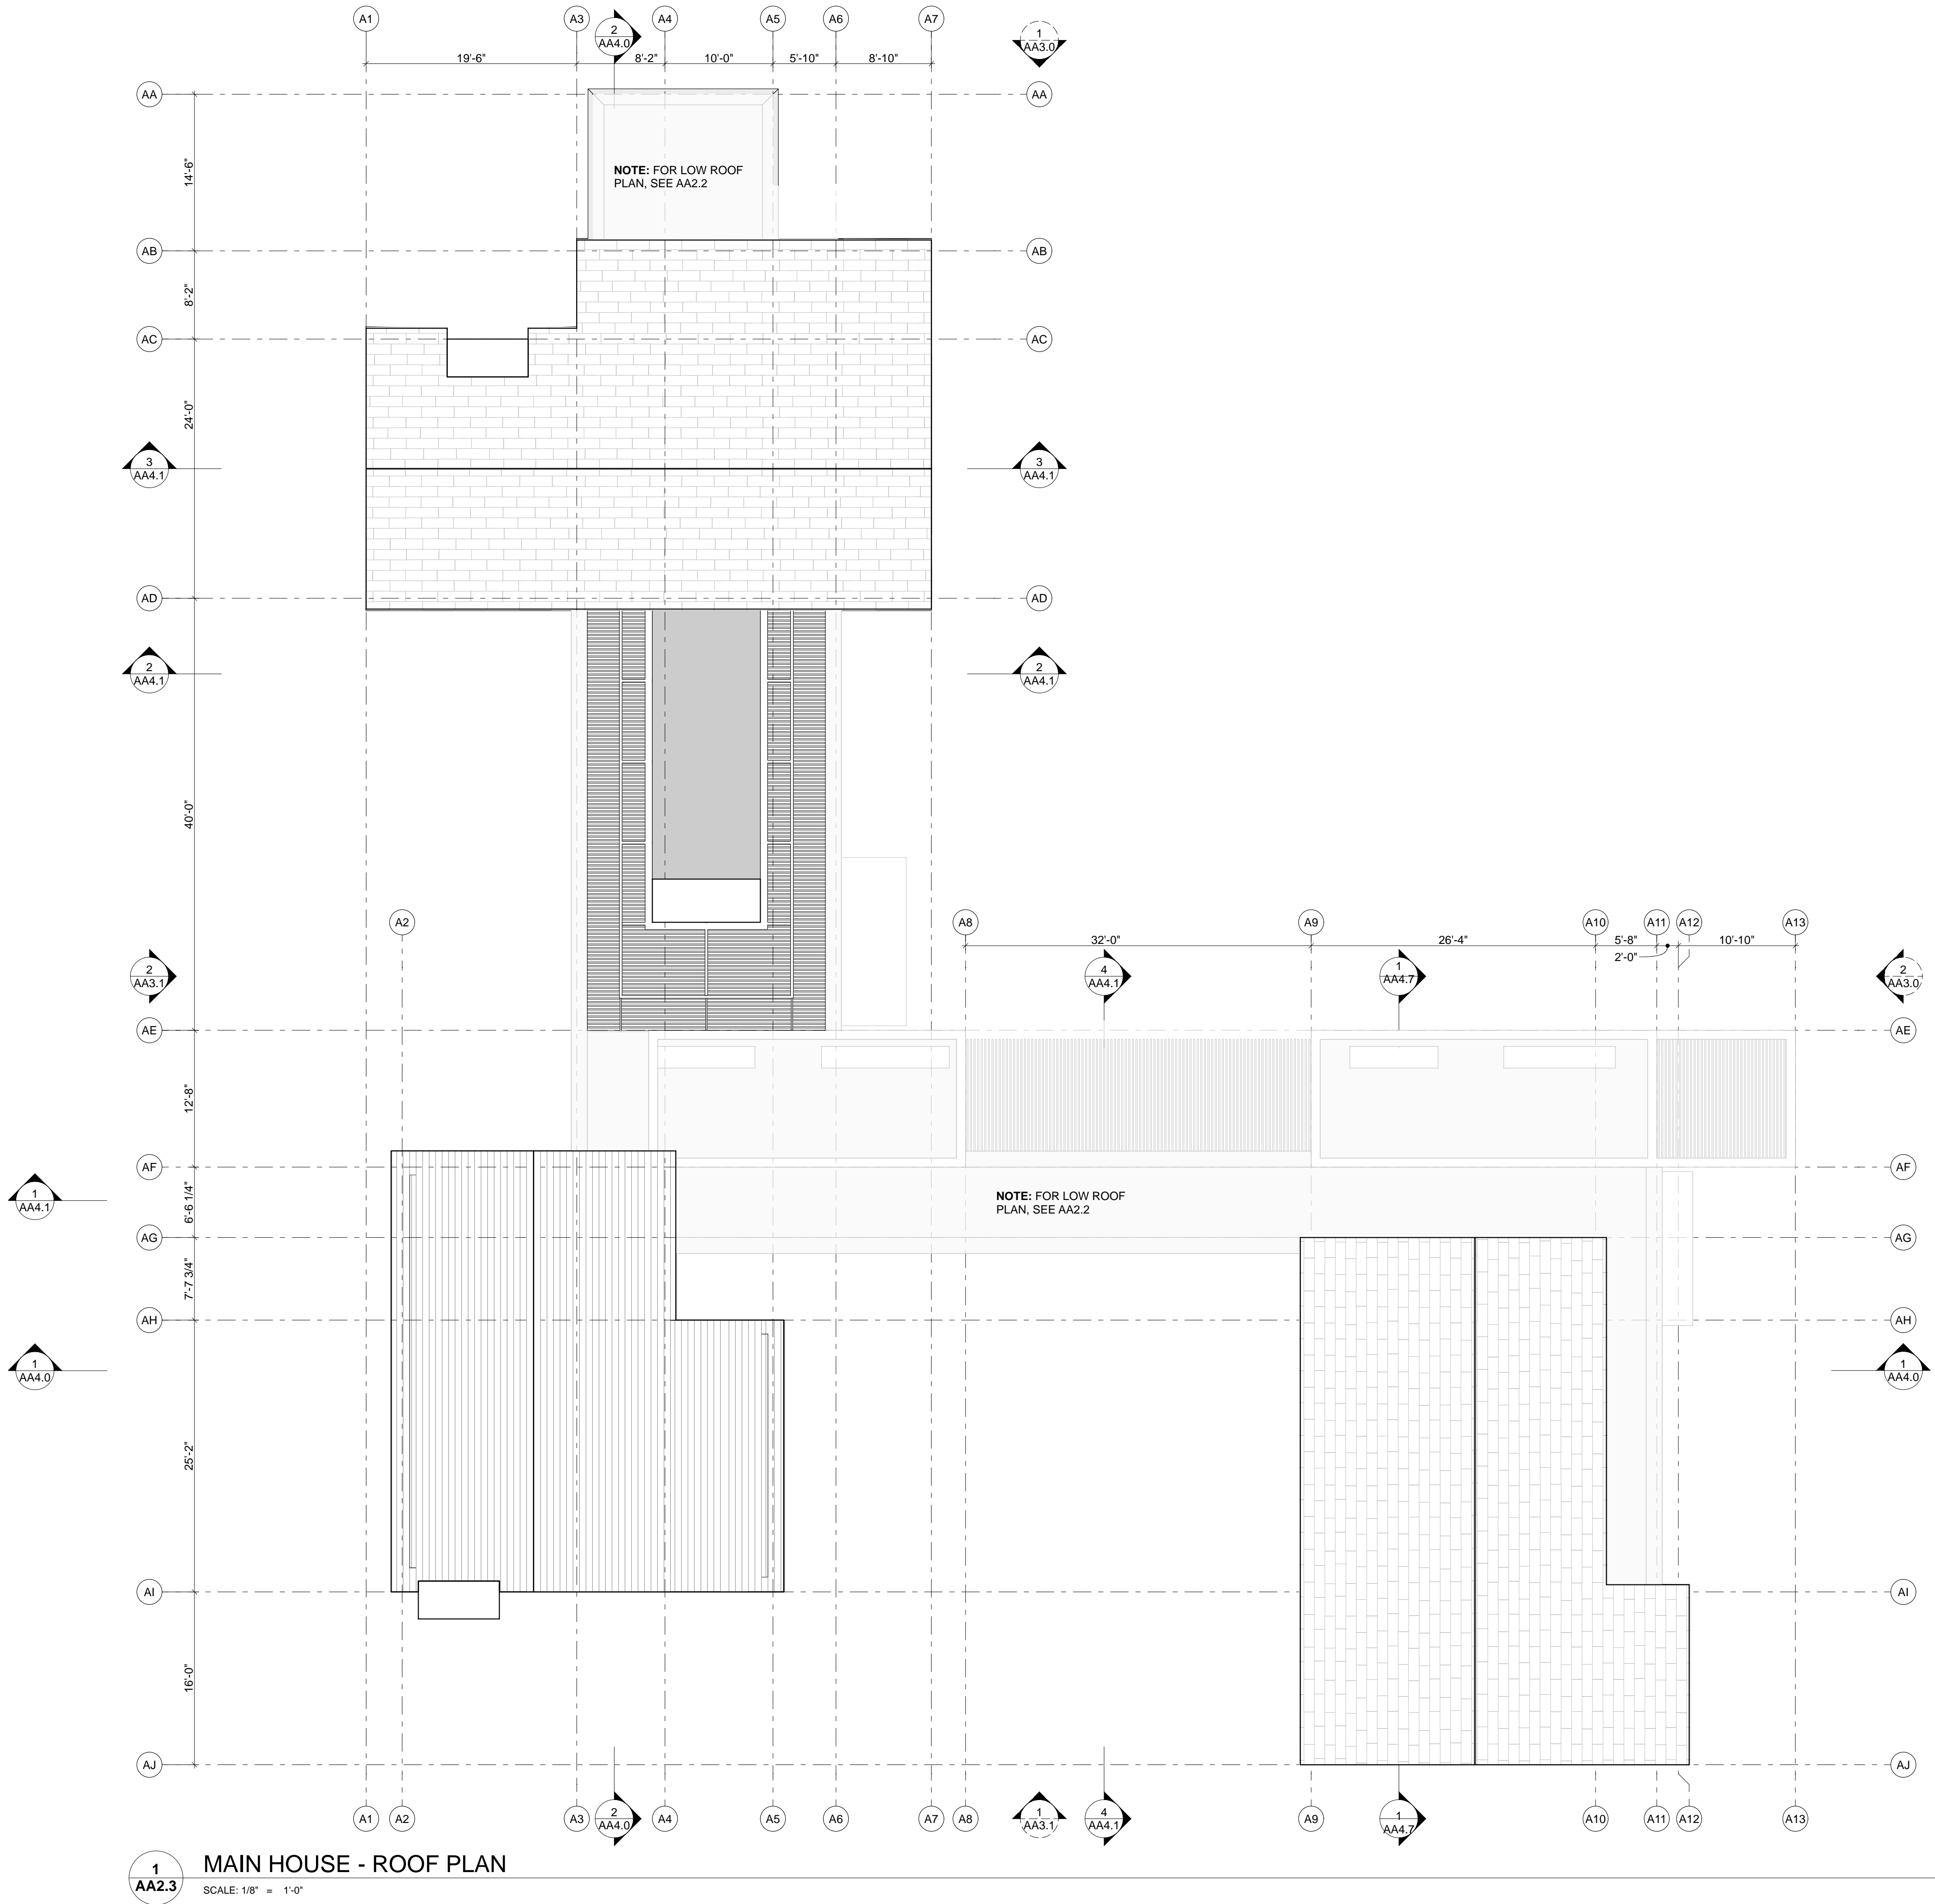 A1 A3 A4 A5 A6 A7
2
AA4.0
1
AA3.0
19'-6" 8'-2" 10'-0" 5'-10" 8'-10"
AA AA
14'-6"
NOTE: FOR LOW ROOF
PLAN, SEE AA2.2
AB AB
8'-2"
AC AC
24'-0"
3
AA4.1
3
AA4.1
AD AD
2
AA4.1
2
AA4.1
40'-0"
A2 A8 A9 A10 A11 A12 A13
32'-0" 26'-4" 5'-8" 10'-10"
2'-0"
2
AA3.1
4
AA4.1
1
AA4.7
2
AA3.0
AE AE
12'-8"
AF AF
1
AA4.1
6'-6 1/4"
NOTE: FOR LOW ROOF
PLAN, SEE AA2.2
AG AG
7'-7 3/4"
AH AH
1
AA4.0
1
AA4.0
25'-2"
AI AI
16'-0"
AJ AJ
A1 A2 A3
2
AA4.0
A4 A5 A6 A7 A8
1
AA3.1
4
AA4.1
A9
1
AA4.7
A10 A11 A12 A13
1
AA2.3
MAIN HOUSE - ROOF PLAN
SCALE: 1/8" = 1'-0"